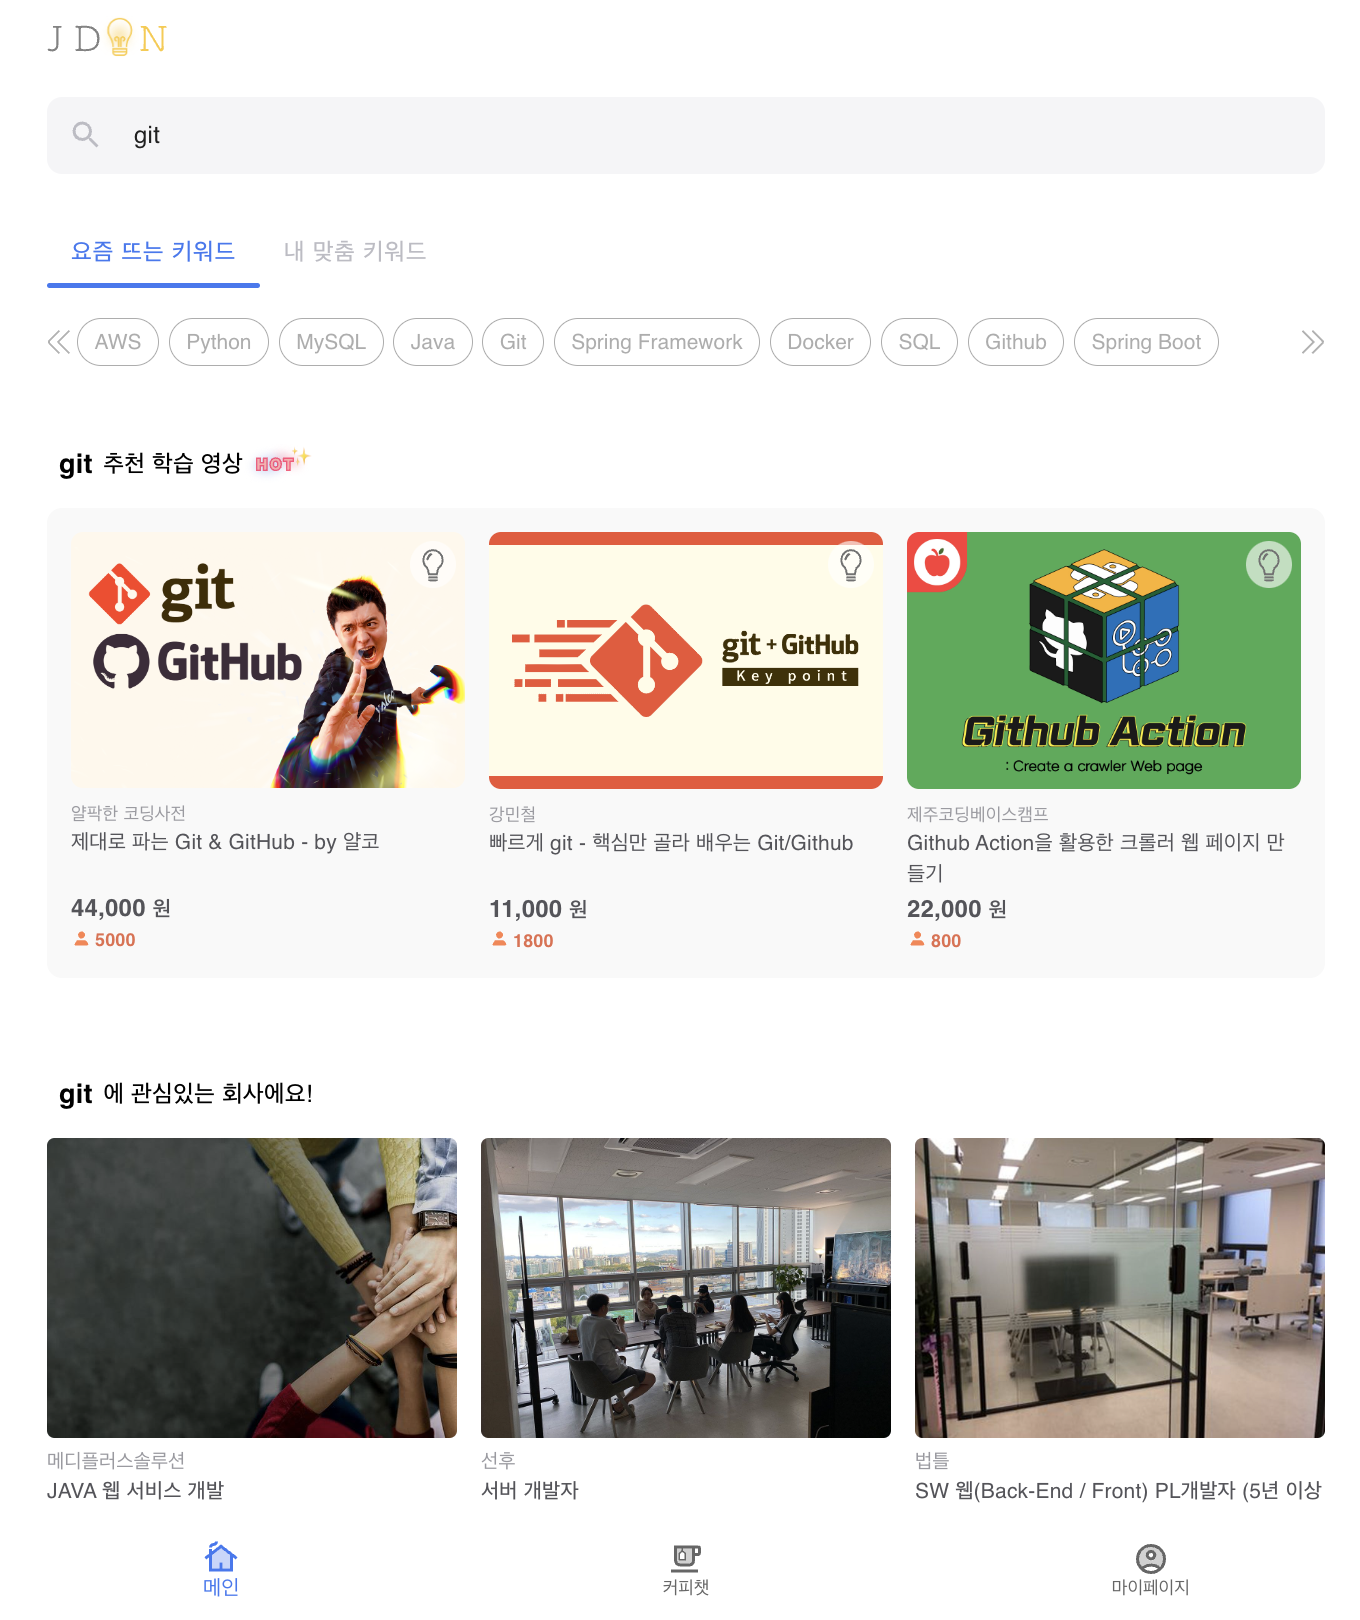 JDON
git
요즘 뜨는 키워드 내 맞춤 키워드
AWS Python MySQL Java Git Spring Framework Docker SQL Github Spring Boot
git 추천 학습 영상 HOT
git
GitHub
git + GitHub
Key point
Github Action
: Create a crawler Web page
얄팍한 코딩사전
제대로 파는 Git & GitHub - by 얄코
44,000 원
5000
강민철
빠르게 git - 핵심만 골라 배우는 Git/Github
11,000 원
1800
제주코딩베이스캠프
Github Action을 활용한 크롤러 웹 페이지 만
들기
22,000 원
800
git 에 관심있는 회사에요!
메디플러스솔루션
JAVA 웹 서비스 개발
선후
서버 개발자
법틀
SW 웹(Back-End / Front) PL개발자 (5년 이상
메인 커피챗 마이페이지